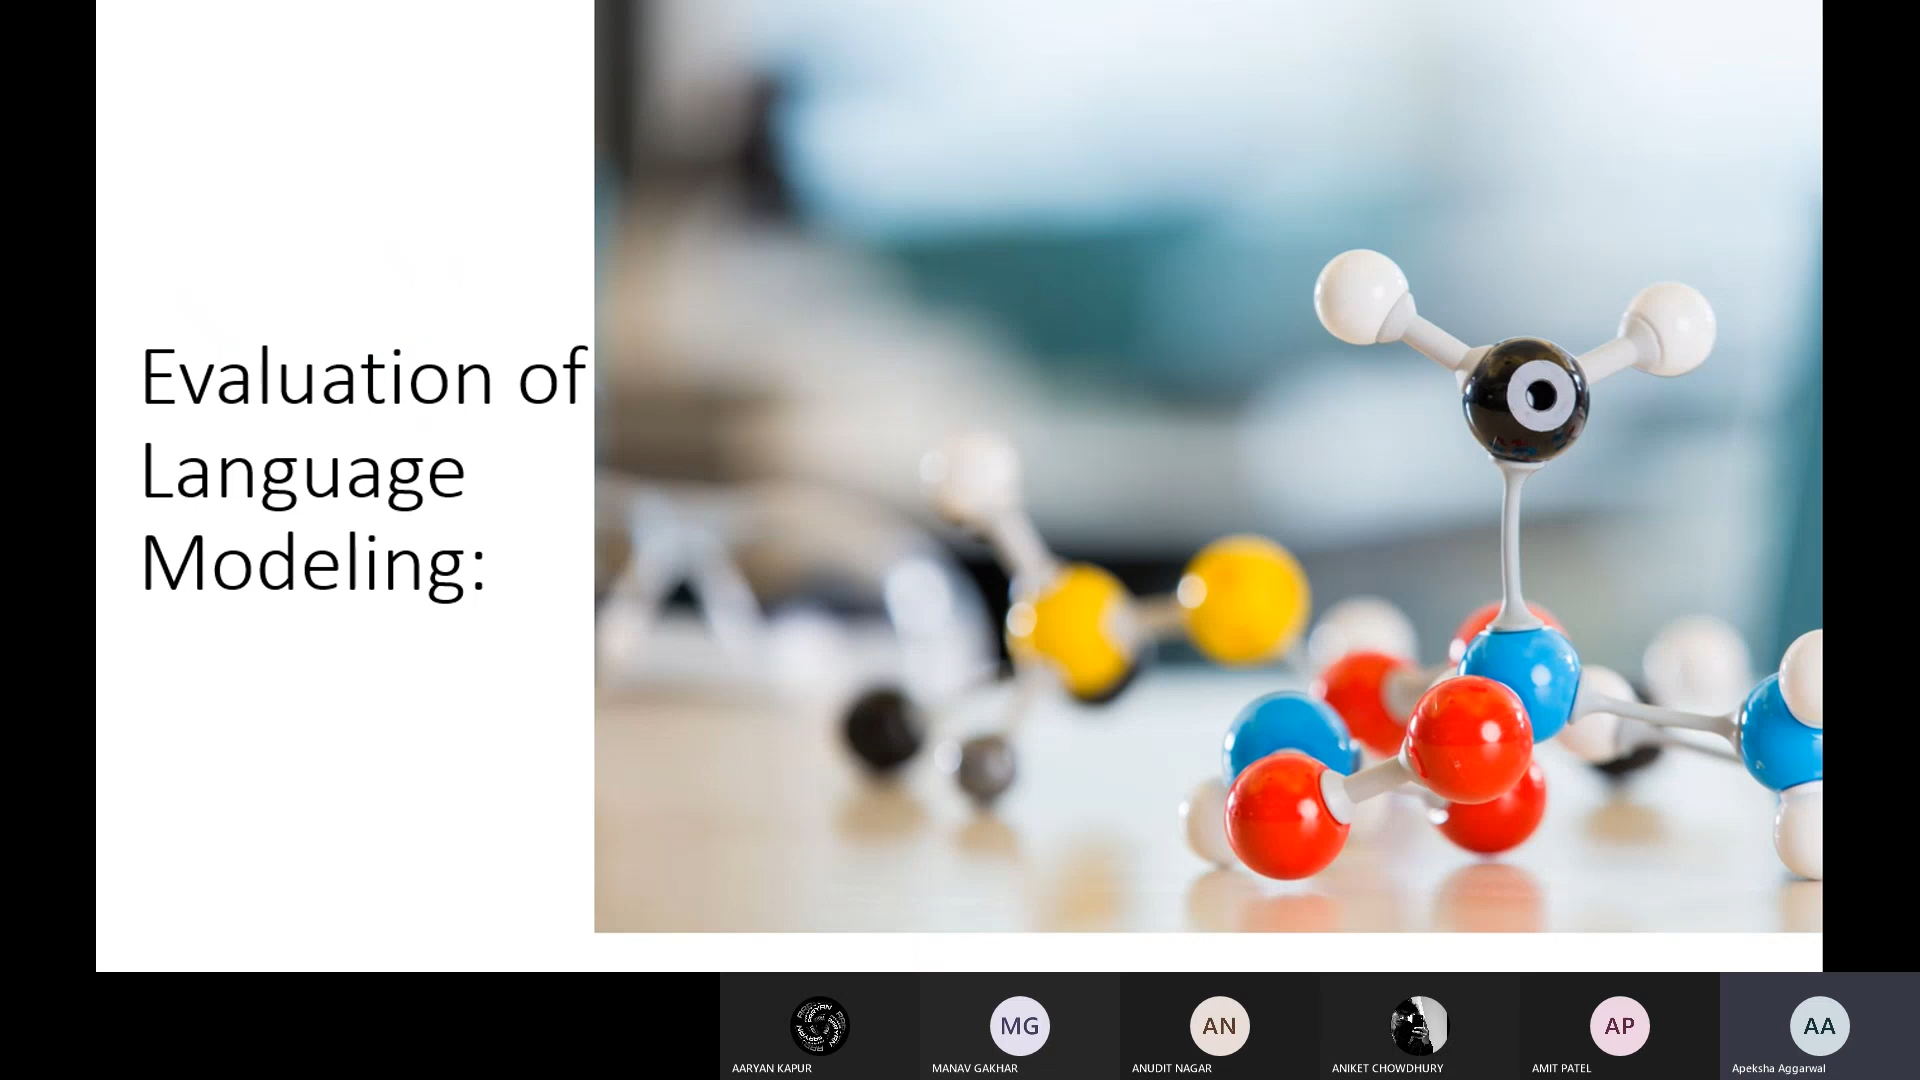 Evaluation of
Language
Modeling:
MG
AN
AP
AA
AARYAN KAPUR
MANAV GAKHAR
ANUDIT NAGAR
ANIKET CHOWDHURY
AMIT PATEL
Apeksha Aggarwal